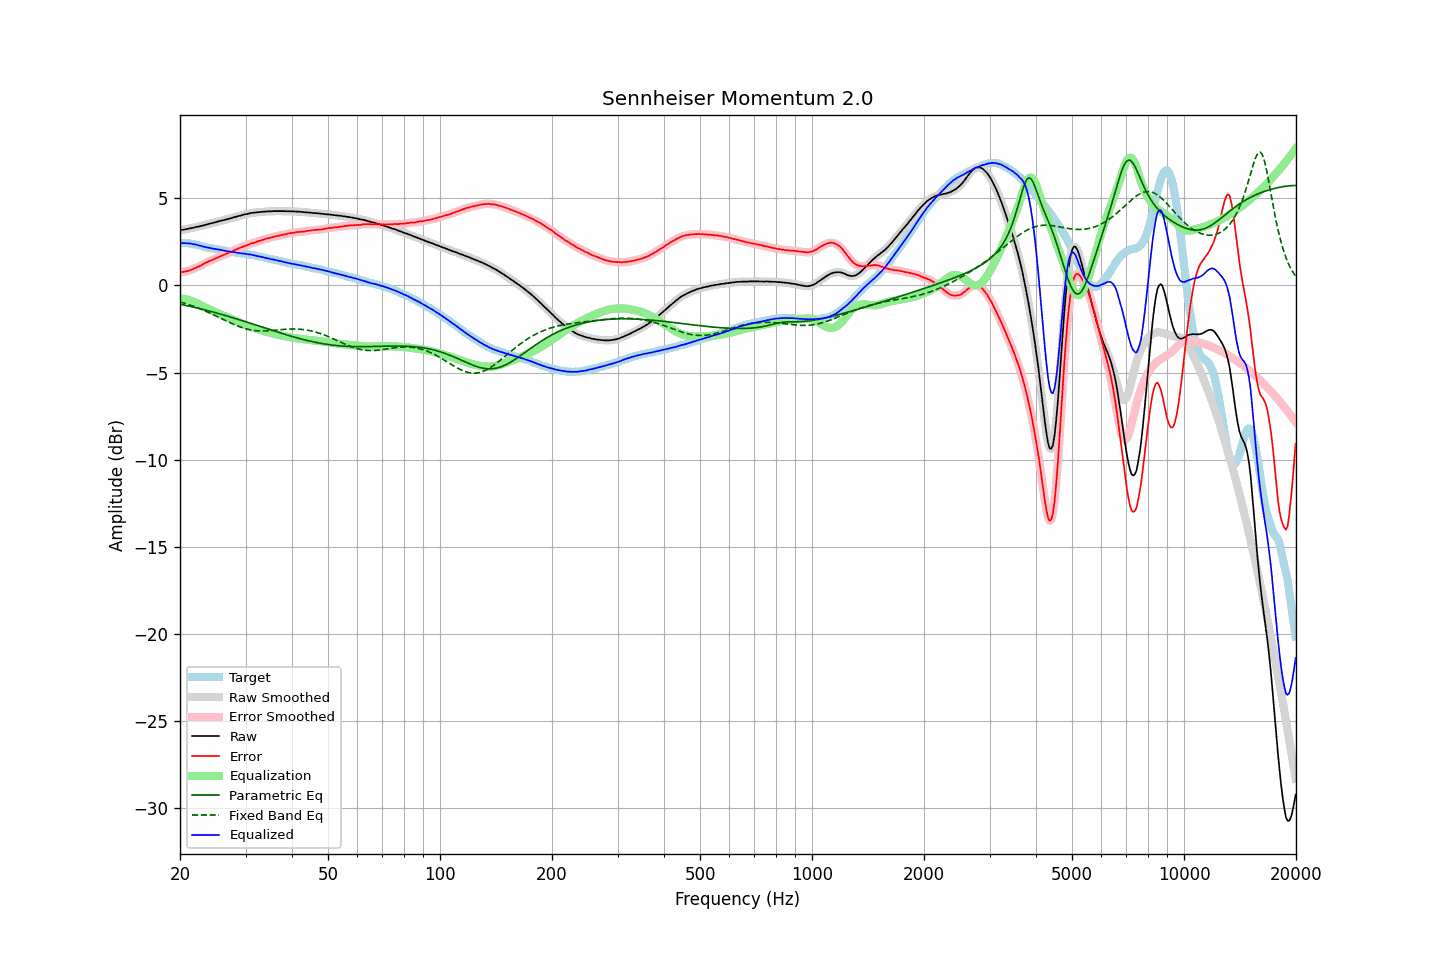 Sennheiser Momentum 2.0
Amplitude (dBr)
5
0
−5
−10
−15
−20
−25
−30
Target
Raw Smoothed
Error Smoothed
Raw
Error
Equalization
Parametric Eq
Fixed Band Eq
Equalized
20 50 100 200 500 1000 2000 5000 10000 20000
Frequency (Hz)